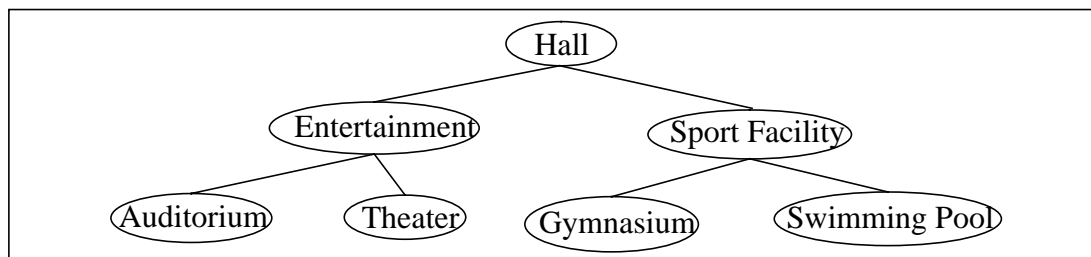 Hall
Entertainment
Sport Facility
Auditorium
Theater
Gymnasium
Swimming Pool